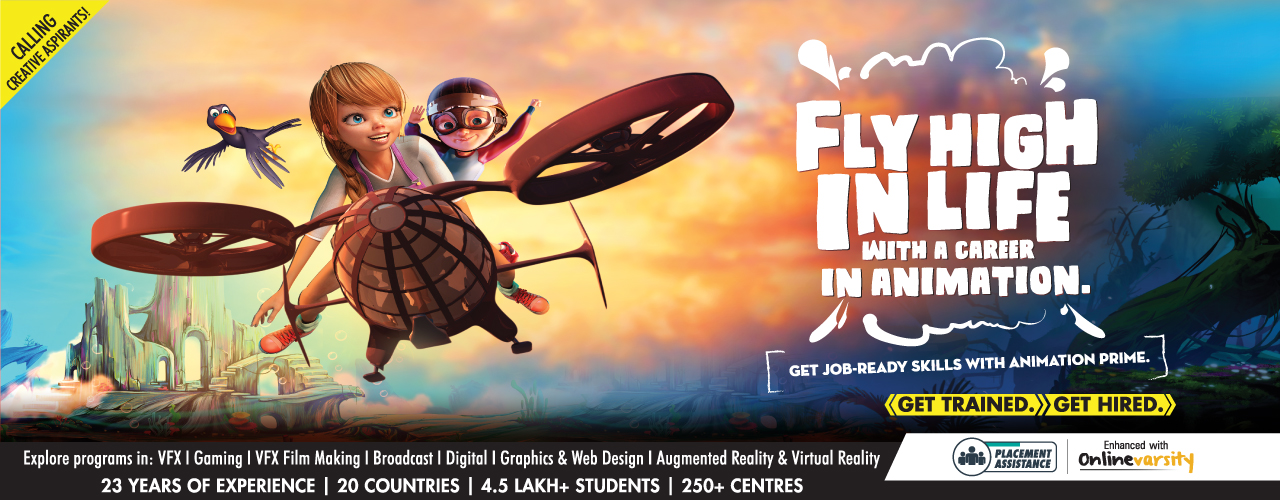 CALLING
CREATIVE ASPIRANTS!
FLY HIGH
IN LIFE
WITH A CAREER
IN ANIMATION.
GET JOB-READY SKILLS WITH ANIMATION PRIME.
GET TRAINED. GET HIRED.
Explore programs in: VFX I Gaming I VFX Film Making I Broadcast I Digital I Graphics & Web Design I Augmented Reality & Virtual Reality
23 YEARS OF EXPERIENCE | 20 COUNTRIES | 4.5 LAKH+ STUDENTS | 250+ CENTRES
PLACEMENT
ASSISTANCE
Enhanced with
Onlinevarsity